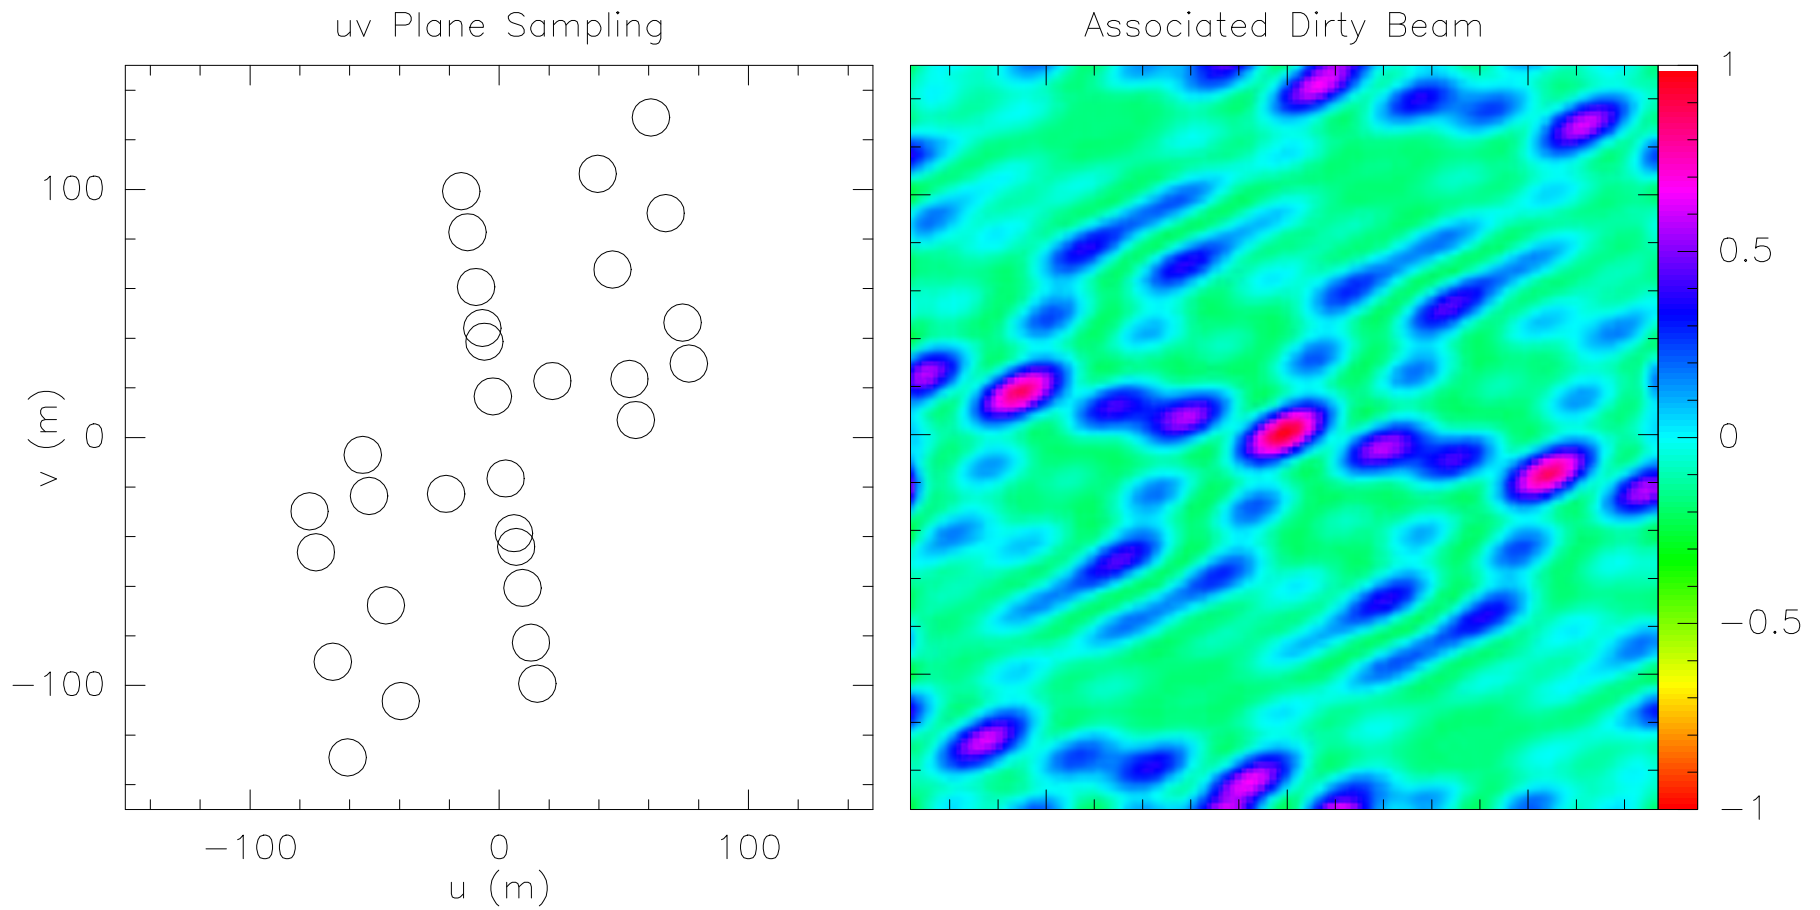 uv Plane Sampling
Associated Dirty Beam
100
0
−100
v (m)
−100
0
100
u (m)
1
0.5
0
−0.5
−1